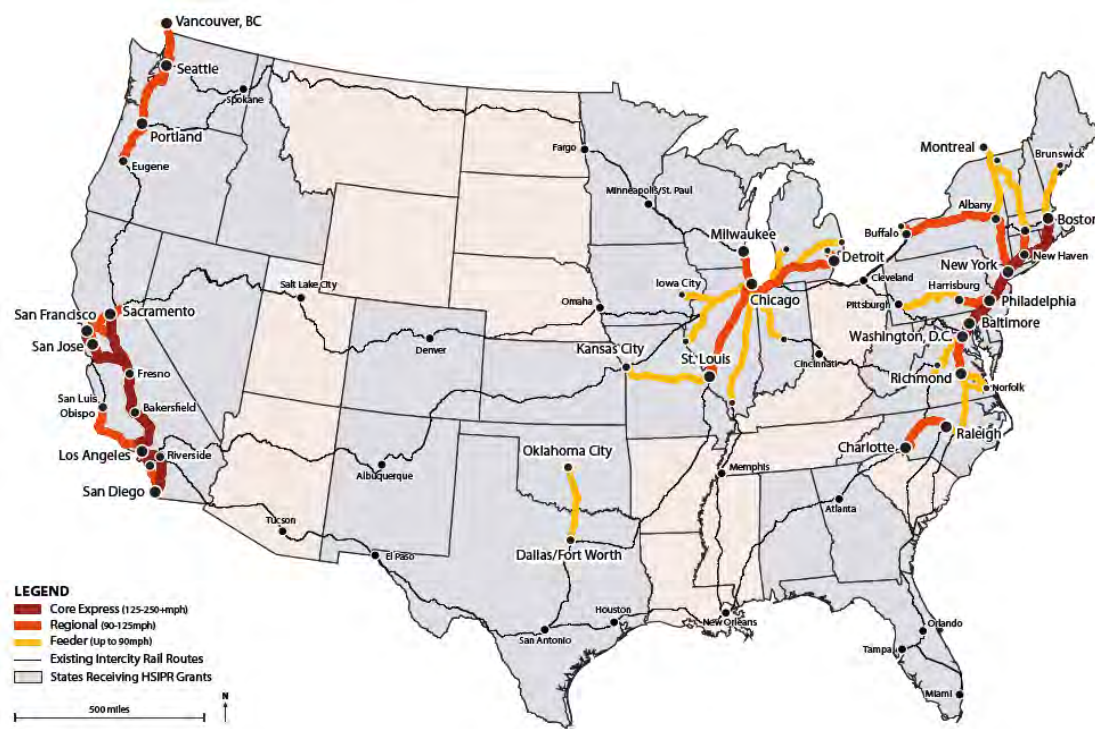 Vancouver, BC
Seattle
Spokane
Portland
Eugene
Fargo
Minneapolis/St. Paul
Milwaukee
Detroit
Chicago
Iowa City
Omaha
Kansas City
St. Louis
Cleveland
Cincinnati
Montreal
Brunswick
Albany
Buffalo
Boston
New Haven
New York
Harrisburg
Pittsburgh
Philadelphia
Baltimore
Washington, D.C.
Richmond
Norfolk
Raleigh
Charlotte
Salt Lake City
Denver
San Francisco
Sacramento
San Jose
Fresno
San Luis
Obispo
Bakersfield
Los Angeles
Riverside
San Diego
Albuquerque
Tucson
El Paso
Oklahoma City
Dallas/Fort Worth
Memphis
Atlanta
Houston
San Antonio
New Orleans
Orlando
Tampa
Miami
LEGEND
Core Express (125-250+mph)
Regional (90-125mph)
Feeder (Up to 90mph)
Existing Intercity Rail Routes
States Receiving HSIPR Grants
500 miles
N